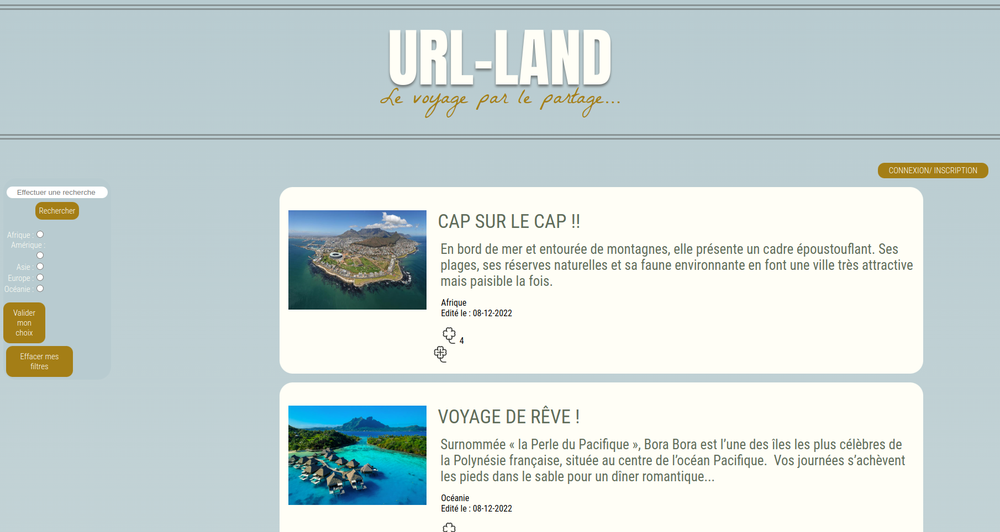 URL-LAND
Le voyage par le partage...
CONNEXION/ INSCRIPTION
Effectuer une recherche
Rechercher
Afrique :
Amérique :
Asie :
Europe :
Océanie :
Valider
mon
choix
Effacer mes
filtres
CAP SUR LE CAP !!
En bord de mer et entourée de montagnes, elle présente un cadre époustouflant. Ses
plages, ses réserves naturelles et sa faune environnante en font une ville très attractive
mais paisible la fois.
Afrique
Edité le : 08-12-2022
4
VOYAGE DE RÊVE !
Surnommée « la Perle du Pacifique », Bora Bora est l’une des îles les plus célèbres de
la Polynésie française, située au centre de l’océan Pacifique.  Vos journées s’achèvent
les pieds dans le sable pour un dîner romantique...
Océanie
Edité le : 08-12-2022